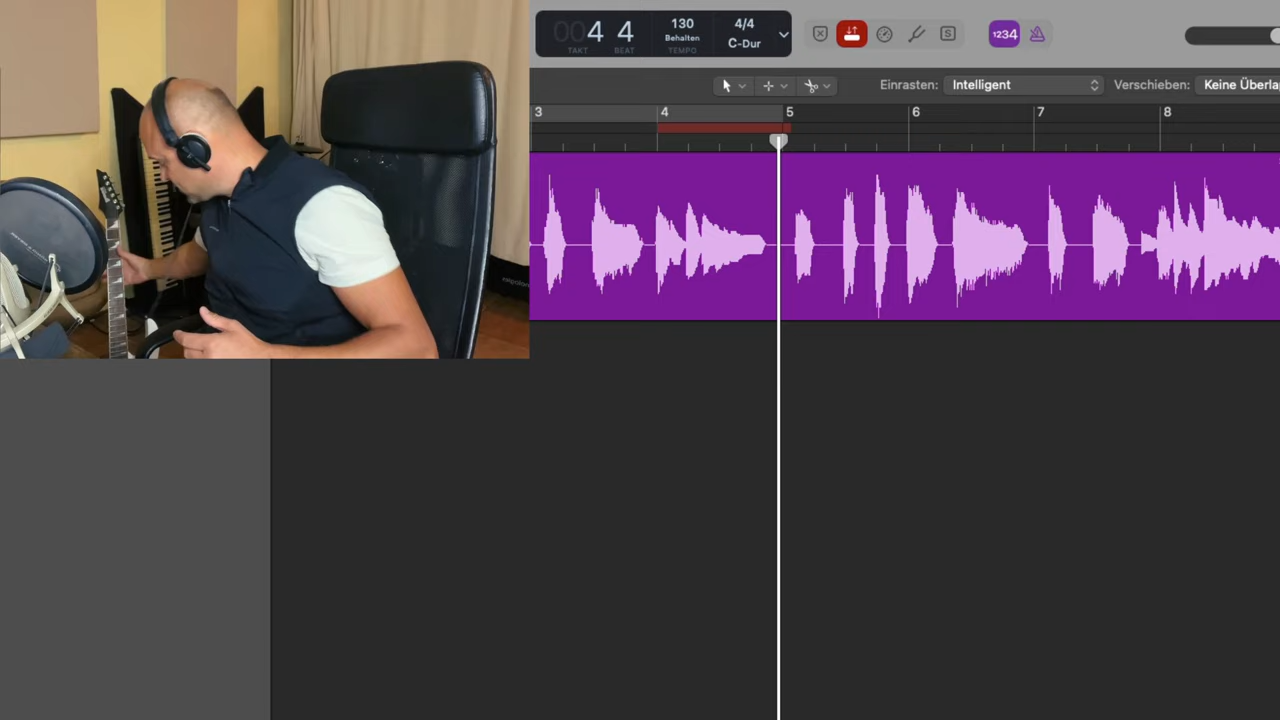 004 4
TAKT BEAT
130
Behalten
TEMPO
4/4
C-Dur
S
1234
Einrasten: Intelligent Verschieben: Keine Überla
3 4 5 6 7 8